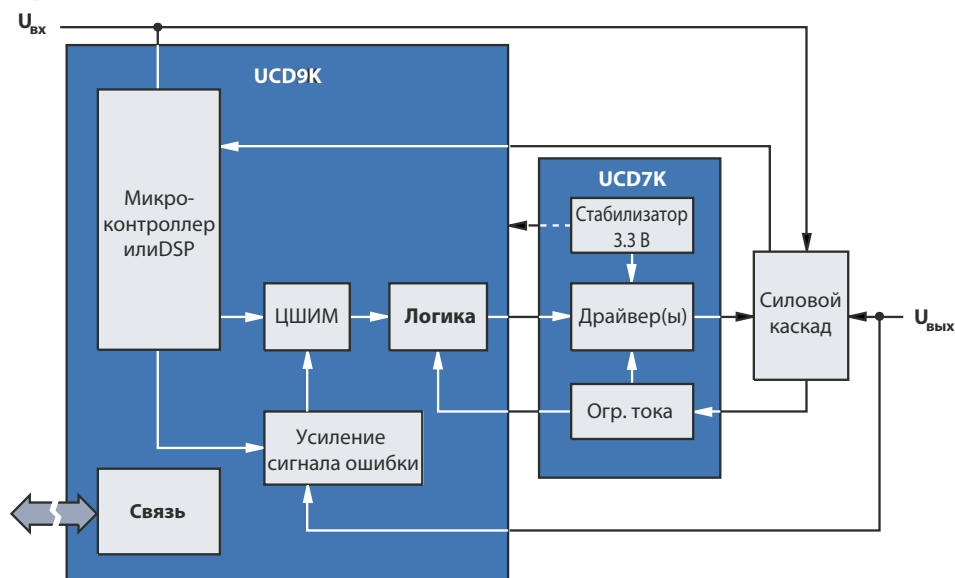 Uвх
UCD9K
Микро-
контроллер
илиDSP
UCD7K
Стабилизатор
3.3 В
ЦШИМ
Логика
Драйвер(ы)
Силовой
каскад
Uвых
Огр. тока
Усиление
сигнала ошибки
Связь